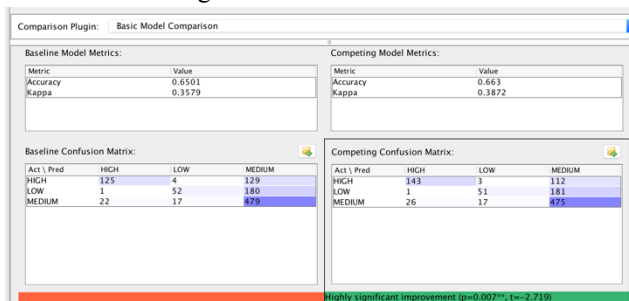 Comparison Plugin: Basic Model Comparison
Baseline Model Metrics: Competing Model Metrics:
Metric Value Metric Value
Accuracy 0.6501 Accuracy 0.663
Kappa 0.3579 Kappa 0.3872
Baseline Confusion Matrix: Competing Confusion Matrix:
Act \ Pred HIGH LOW MEDIUM Act \ Pred HIGH LOW MEDIUM
HIGH 125 4 129 HIGH 143 3 112
LOW 1 52 180 LOW 1 51 181
MEDIUM 22 17 479 MEDIUM 26 17 475
Highly significant improvement (p=0.007**, t=-2.719)